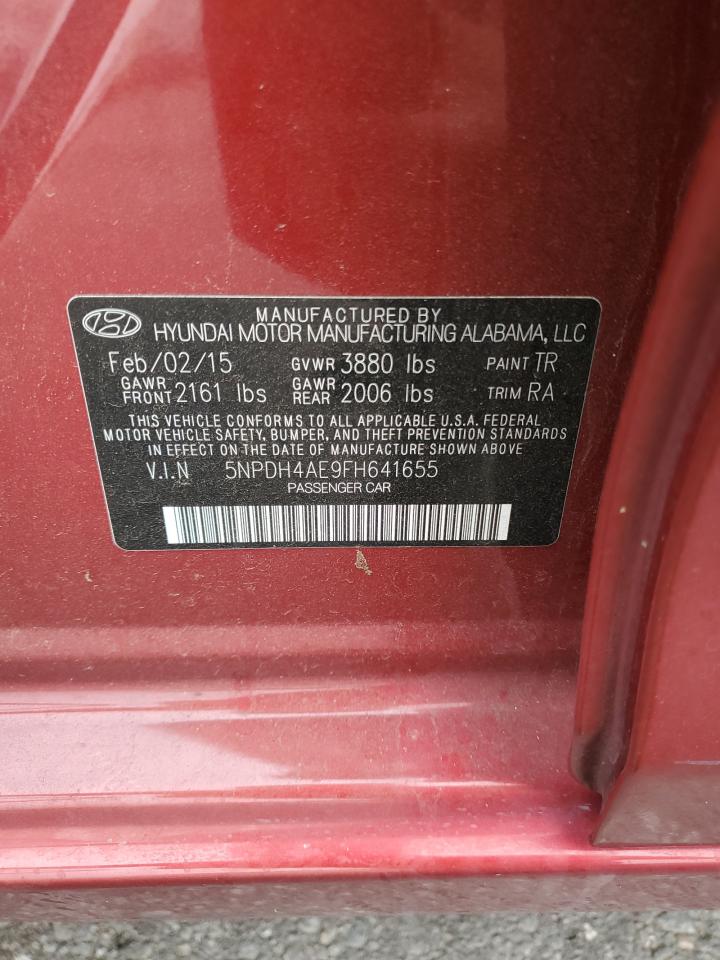 MANUFACTURED BY
HYUNDAI MOTOR MANUFACTURING ALABAMA, LLC
Feb/02/15 GVWR 3880 lbs PAINT TR
GAWR FRONT 2161 lbs GAWR REAR 2006 lbs TRIM RA
THIS VEHICLE CONFORMS TO ALL APPLICABLE U.S.A. FEDERAL
MOTOR VEHICLE SAFETY, BUMPER, AND THEFT PREVENTION STANDARDS
IN EFFECT ON THE DATE OF MANUFACTURE SHOWN ABOVE
V.I.N 5NPDH4AE9FH641655
PASSENGER CAR